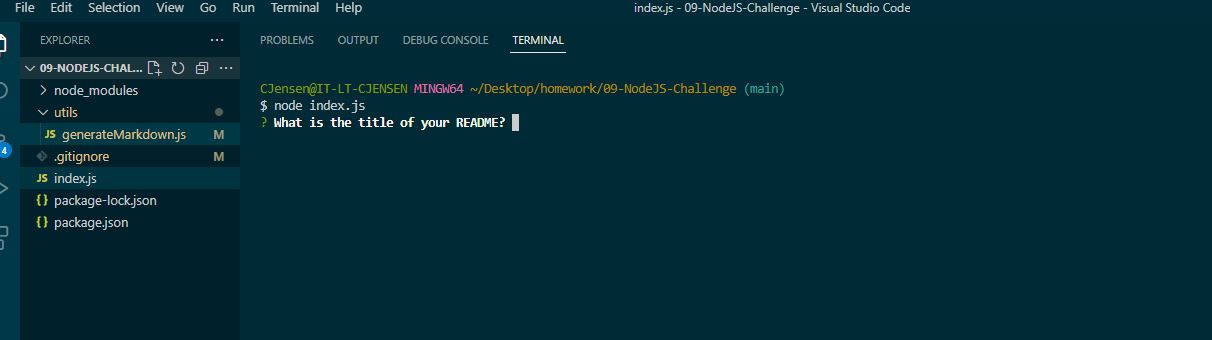 File Edit Selection View Go Run Terminal Help
index.js - 09-NodeJS-Challenge - Visual Studio Code
EXPLORER
PROBLEMS OUTPUT DEBUG CONSOLE TERMINAL
09-NODEJS-CHAL...
node_modules
utils
JS generateMarkdown.js M
.gitignore M
JS index.js
{ } package-lock.json
{ } package.json
4
CJensen@IT-LT-CJENSEN MINGW64 ~/Desktop/homework/09-NodeJS-Challenge (main)
$ node index.js
? What is the title of your README?